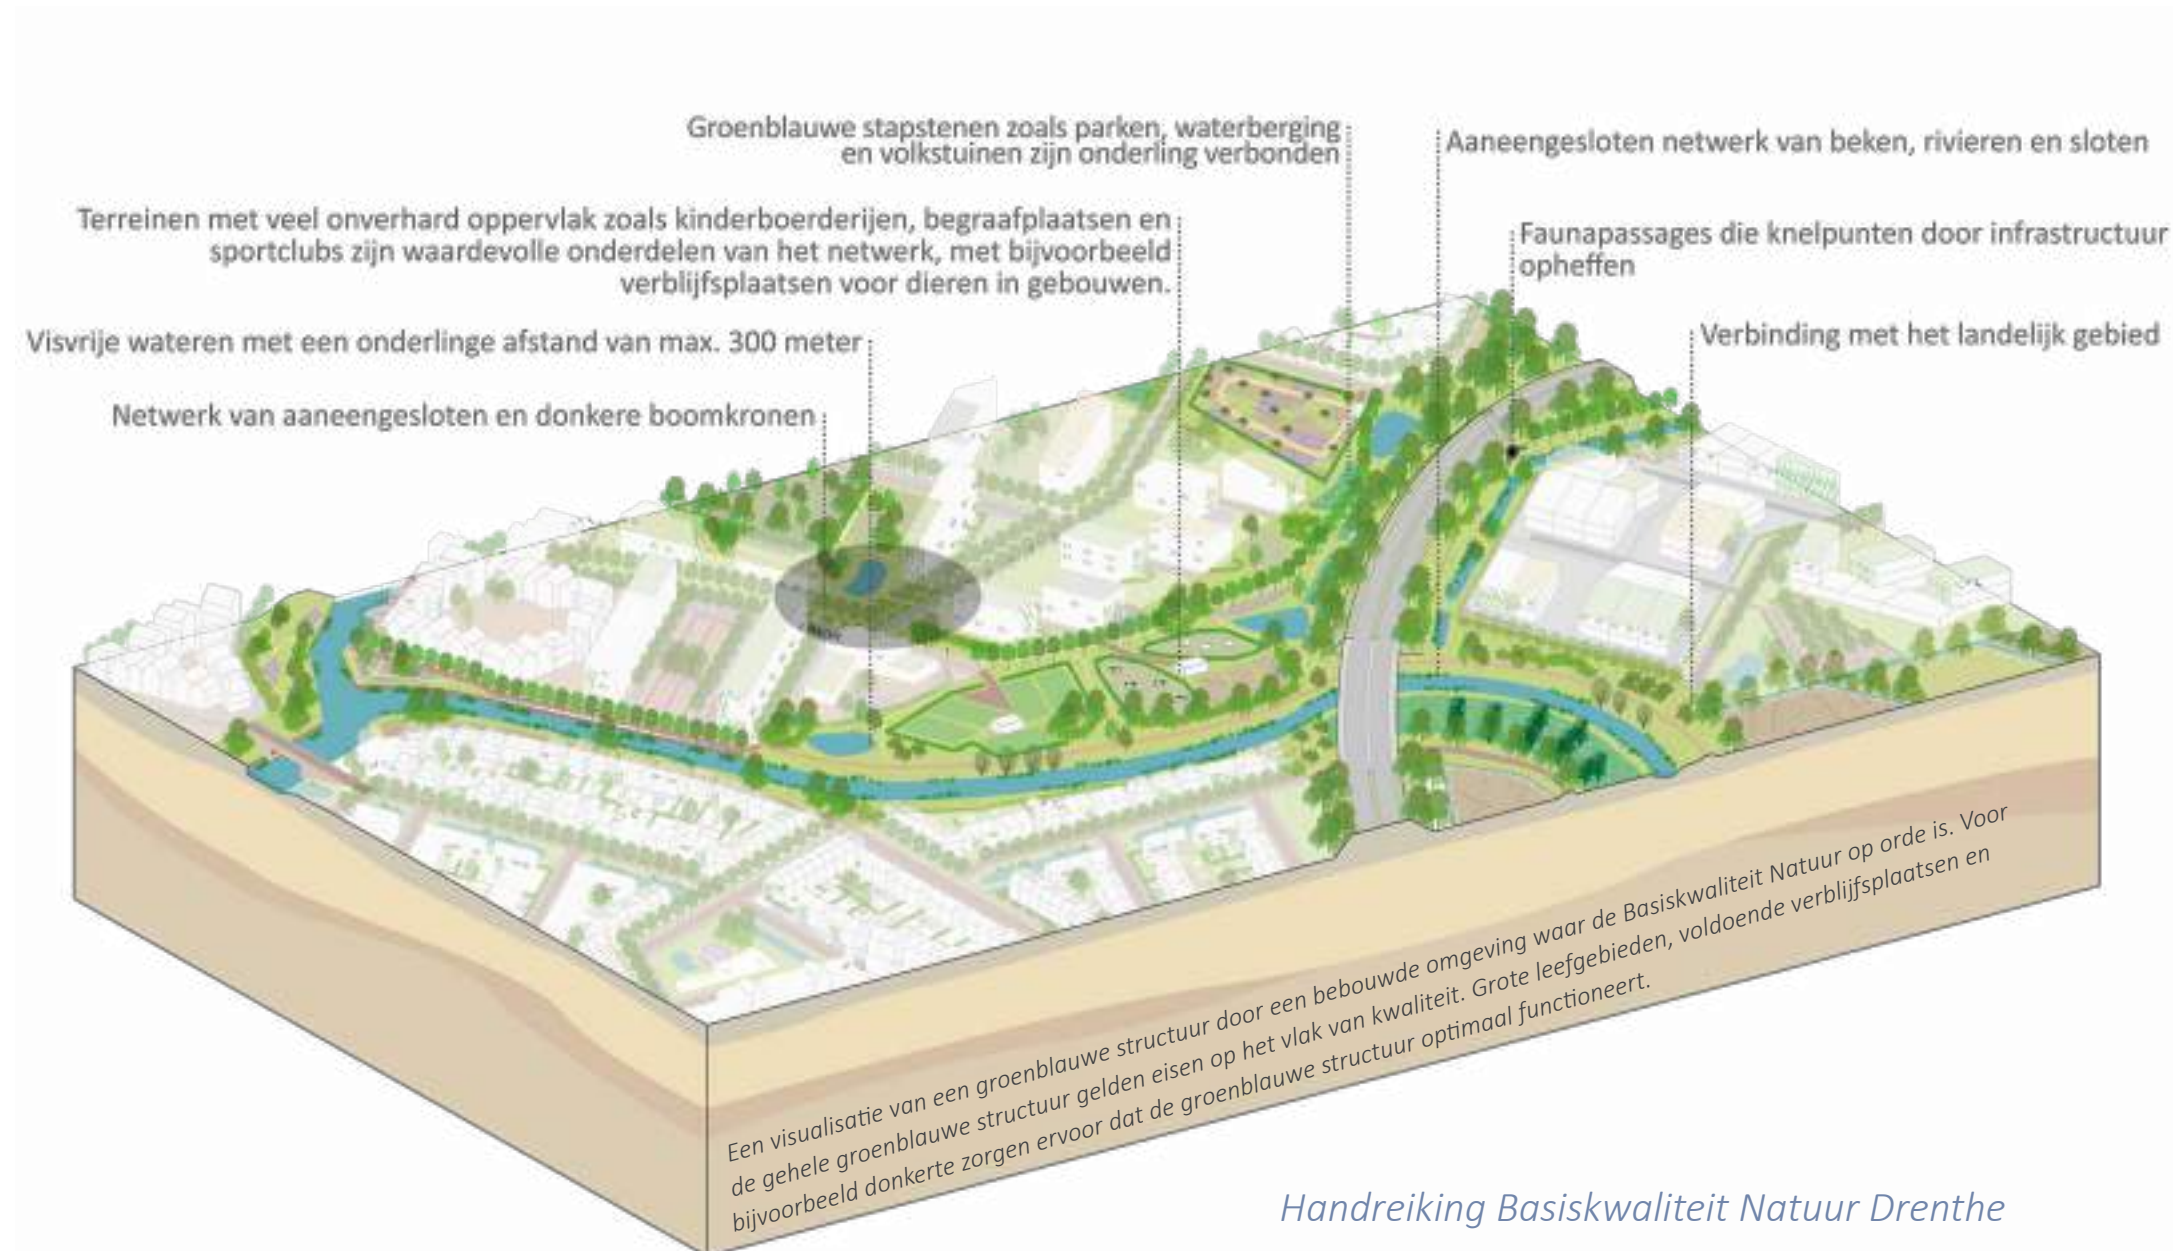 Groenblauwe stapstenen zoals parken, waterberging
en volkstuinen zijn onderling verbonden
Aaneengesloten netwerk van beken, rivieren en sloten
Terreinen met veel onverhard oppervlak zoals kinderboerderijen, begraafplaatsen en
sportclubs zijn waardevolle onderdelen van het netwerk, met bijvoorbeeld
verblijfsplaatsen voor dieren in gebouwen.
Faunapassages die knelpunten door infrastructuur
opheffen
Visvrije wateren met een onderlinge afstand van max. 300 meter
Verbinding met het landelijk gebied
Netwerk van aaneengesloten en donkere boomkronen
Een visualisatie van een groenblauwe structuur door een bebouwde omgeving waar de Basiskwaliteit Natuur op orde is. Voor
de gehele groenblauwe structuur gelden eisen op het vlak van kwaliteit. Grote leefgebieden, voldoende verblijfsplaatsen en
bijvoorbeeld donkerte zorgen ervoor dat de groenblauwe structuur optimaal functioneert.
Handreiking Basiskwaliteit Natuur Drenthe